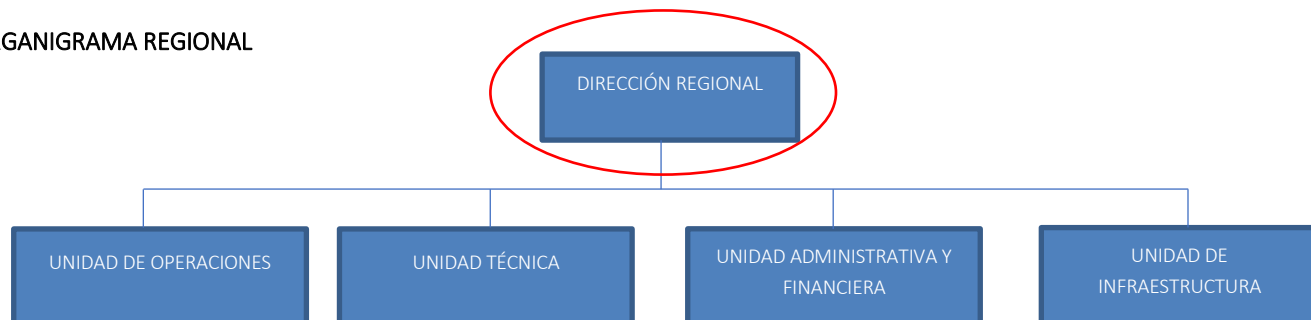 GANIGRAMA REGIONAL
DIRECCIÓN REGIONAL
UNIDAD DE OPERACIONES
UNIDAD TÉCNICA
UNIDAD ADMINISTRATIVA Y
FINANCIERA
UNIDAD DE
INFRAESTRUCTURA